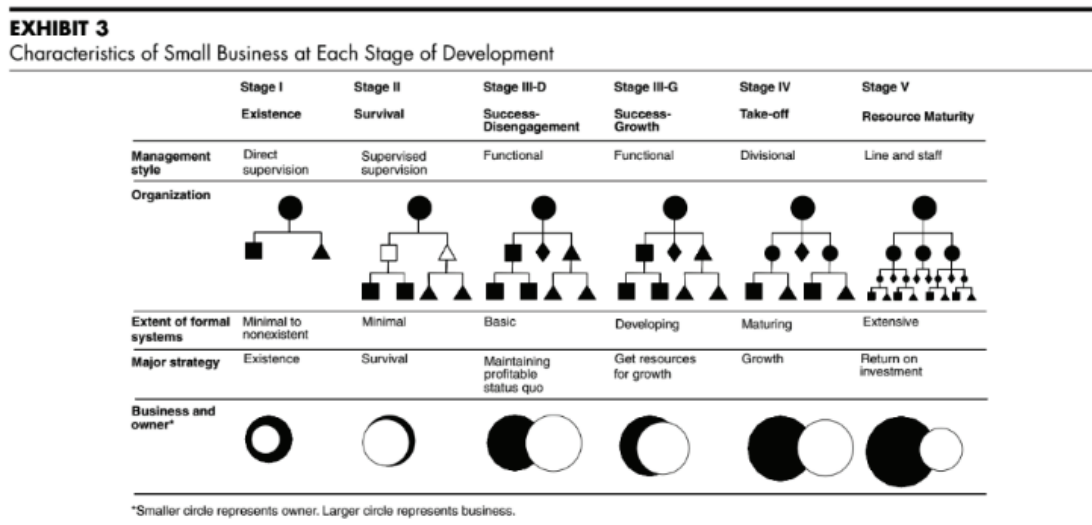 EXHIBIT 3
Characteristics of Small Business at Each Stage of Development
Stage I Stage II Stage III-D Stage III-G Stage IV Stage V
Existence Survival Success- Success- Take-off Resource Maturity
Disengagement Growth
Management Direct Supervised Functional Functional Divisional Line and staff
style supervision supervision
Organization
Extent of formal Minimal to Minimal Basic Developing Maturing Extensive
systems nonexistent
Major strategy Existence Survival Maintaining Get resources Growth Return on
profitable for growth investment
status quo
Business and
owner*
*Smaller circle represents owner. Larger circle represents business.